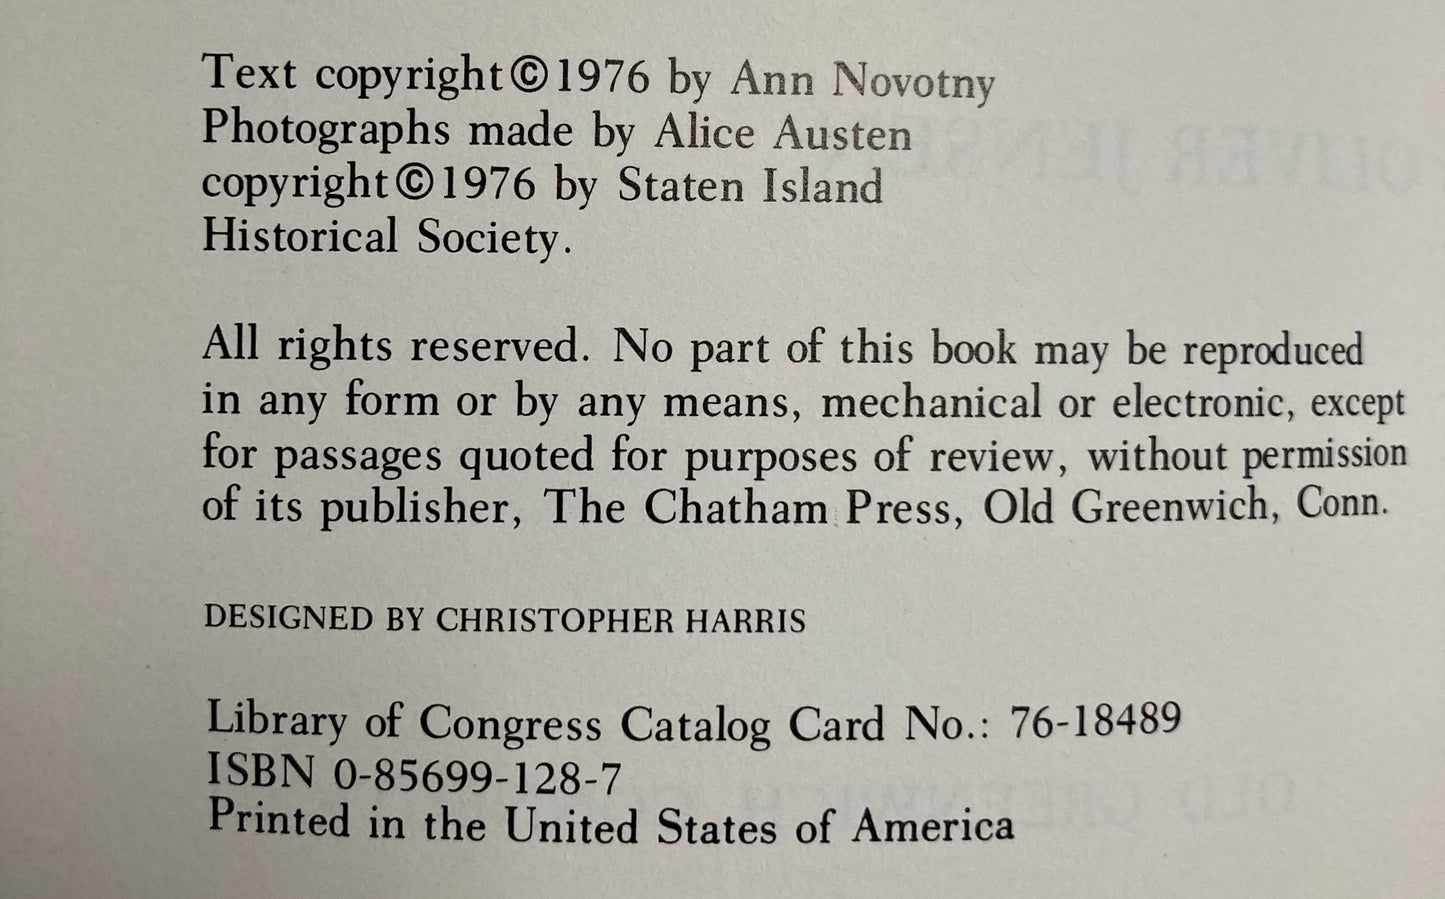 Text copyright © 1976 by Ann Novotny
Photographs made by Alice Austen
copyright © 1976 by Staten Island
Historical Society.
All rights reserved. No part of this book may be reproduced
in any form or by any means, mechanical or electronic, except
for passages quoted for purposes of review, without permission
of its publisher, The Chatham Press, Old Greenwich, Conn.
DESIGNED BY CHRISTOPHER HARRIS
Library of Congress Catalog Card No.: 76-18489
ISBN 0-85699-128-7
Printed in the United States of America